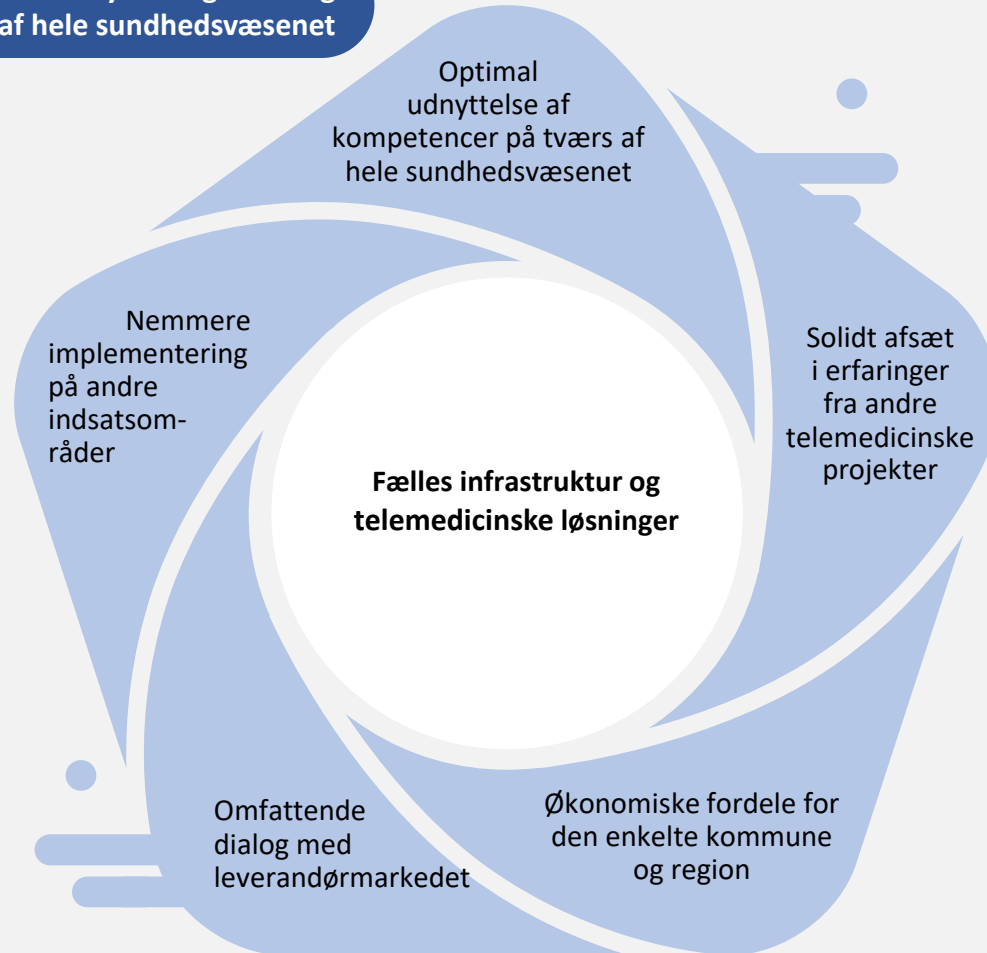 af hele sundhedsvæsenet
Optimal
udnyttelse af
kompetencer på tværs af
hele sundhedsvæsenet
Nemmere
implementering
på andre
indsatsom-
råder
Solidt afsæt
i erfaringer
fra andre
telemedicinske
projekter
Fælles infrastruktur og
telemedicinske løsninger
Omfattende
dialog med
leverandørmarkedet
Økonomiske fordele for
den enkelte kommune
og region